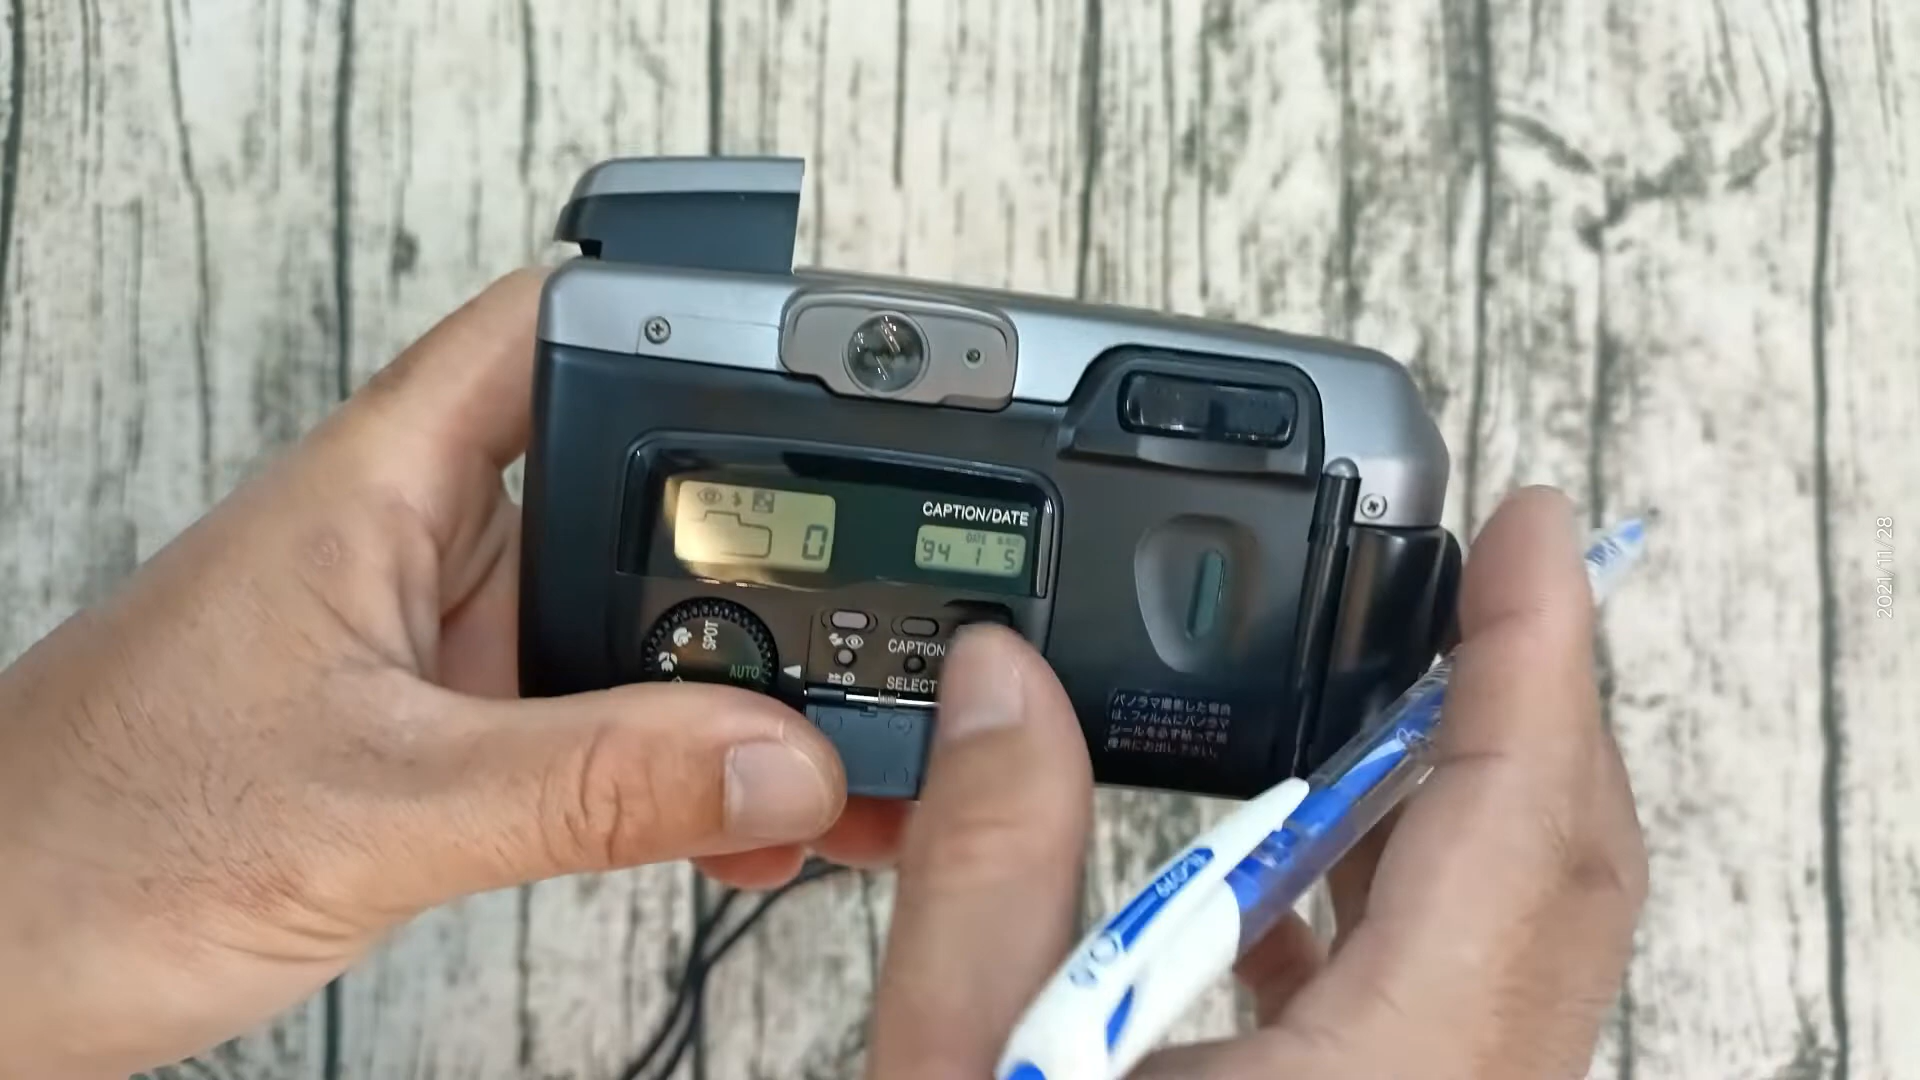 CAPTION/DATE
0
'94 1 5
DATE
SPOT
AUTO
CAPTION
SELECT
パノラマ撮影した場合
は、フィルムにパノラマ
シールを必ず貼って現
像所にお出し下さい。
2021/11/28